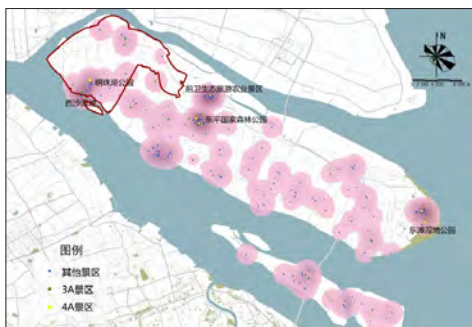 N
明珠湖公园
西沙湿地
前卫生态旅游农业景区
东平国家森林公园
东滩湿地公园
图例
其他景区
3A景区
4A景区